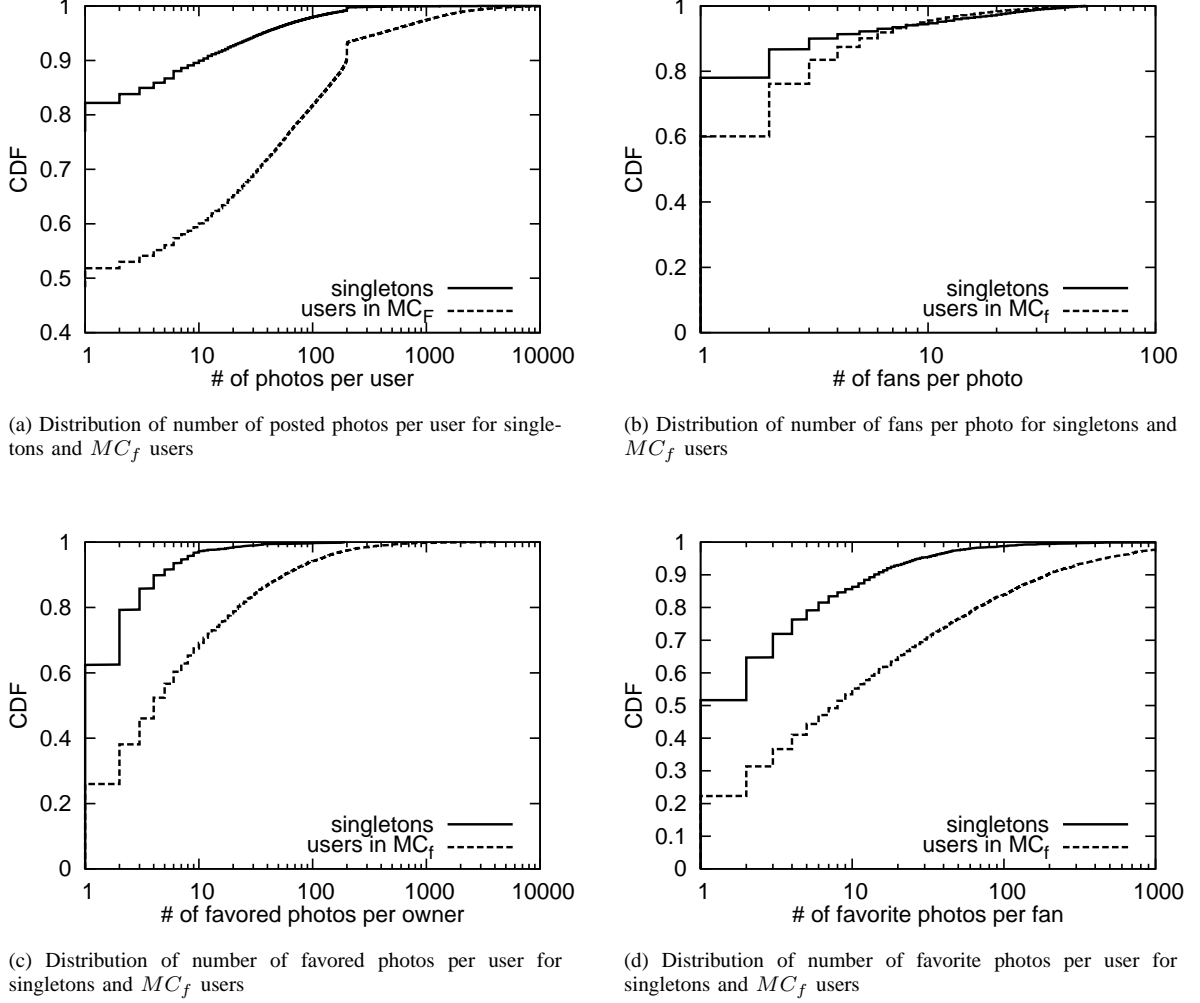 1
0.9
0.8
0.7
0.6
0.5
0.4
CDF
singletons
users in MC_F
1 10 100 1000 10000
# of photos per user
(a) Distribution of number of posted photos per user for single-
tons and MC_f users
1
0.8
0.6
0.4
0.2
0
CDF
singletons
users in MC_f
1 10 100
# of fans per photo
(b) Distribution of number of fans per photo for singletons and
MC_f users
1
0.8
0.6
0.4
0.2
0
CDF
singletons
users in MC_f
1 10 100 1000 10000
# of favored photos per owner
(c) Distribution of number of favored photos per user for
singletons and MC_f users
1
0.9
0.8
0.7
0.6
0.5
0.4
0.3
0.2
0.1
0
CDF
singletons
users in MC_f
1 10 100 1000
# of favorite photos per fan
(d) Distribution of number of favorite photos per user for
singletons and MC_f users